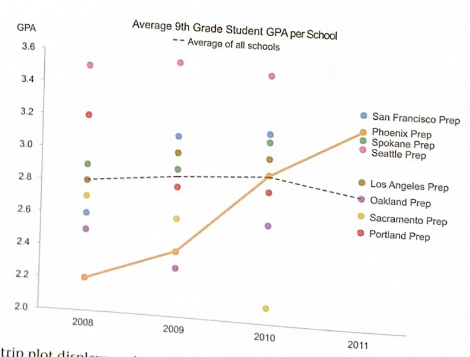 GPA
Average 9th Grade Student GPA per School
Average of all schools
3.6
3.4
3.2
3.0
2.8
2.6
2.4
2.2
2.0
San Francisco Prep
Phoenix Prep
Spokane Prep
Seattle Prep
Los Angeles Prep
Oakland Prep
Sacramento Prep
Portland Prep
2008
2009
2010
2011
trip plot